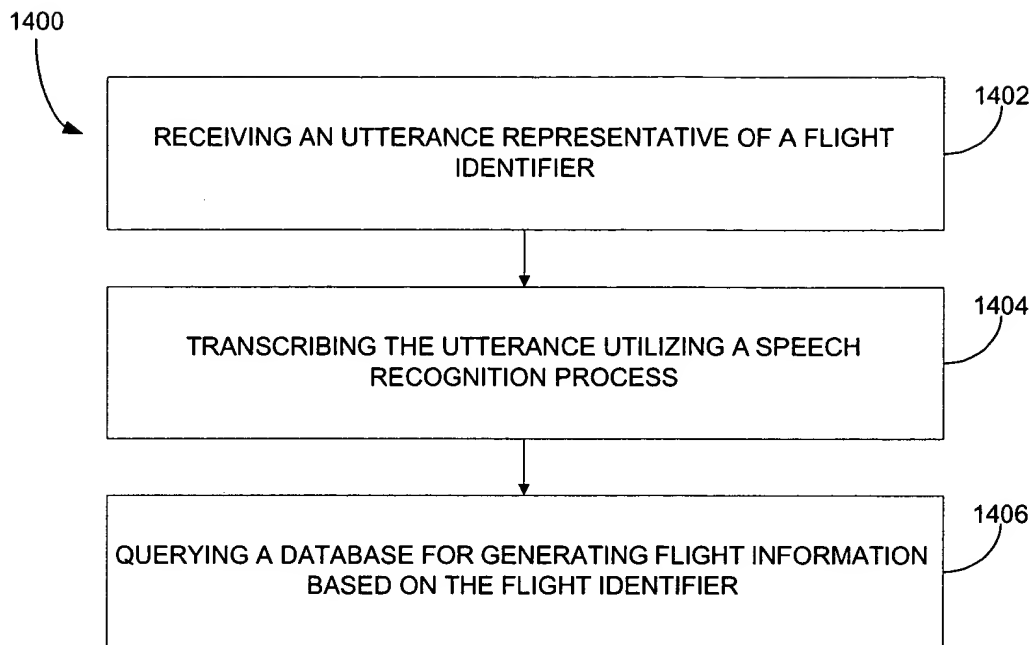 1400
1402
RECEIVING AN UTTERANCE REPRESENTATIVE OF A FLIGHT
IDENTIFIER
1404
TRANSCRIBING THE UTTERANCE UTILIZING A SPEECH
RECOGNITION PROCESS
1406
QUERYING A DATABASE FOR GENERATING FLIGHT INFORMATION
BASED ON THE FLIGHT IDENTIFIER